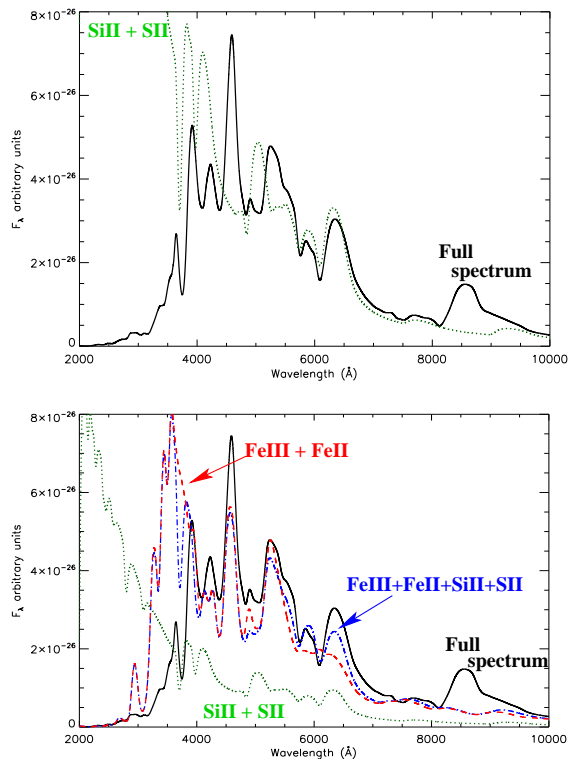 SiII + SII
8×10⁻²⁶
6×10⁻²⁶
4×10⁻²⁶
2×10⁻²⁶
0
F_λ arbitrary units
Full
spectrum
2000 4000 6000 8000 10000
Wavelength (Å)
8×10⁻²⁶
6×10⁻²⁶
4×10⁻²⁶
2×10⁻²⁶
0
F_λ arbitrary units
FeIII + FeII
FeIII+FeII+SiII+SII
Full
spectrum
SiII + SII
2000 4000 6000 8000 10000
Wavelength (Å)